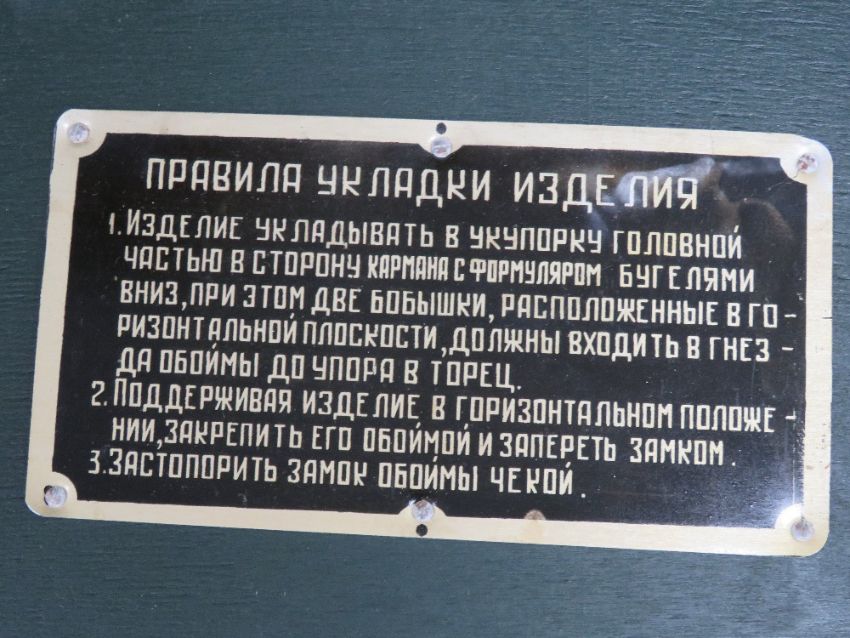 ПРАВИЛА УКЛАДКИ ИЗДЕЛИЯ
1. ИЗДЕЛИЕ УКЛАДЫВАТЬ В УКУПОРКУ ГОЛОВНОЙ
ЧАСТЬЮ В СТОРОНУ КАРМАНА С ФОРМУЛЯРОМ БУГЕЛЯМИ
ВНИЗ, ПРИ ЭТОМ ДВЕ БОБЫШКИ, РАСПОЛОЖЕННЫЕ В ГО-
РИЗОНТАЛЬНОЙ ПЛОСКОСТИ, ДОЛЖНЫ ВХОДИТЬ В ГНЕЗ-
ДА ОБОЙМЫ ДО УПОРА В ТОРЕЦ.
2. ПОДДЕРЖИВАЯ ИЗДЕЛИЕ В ГОРИЗОНТАЛЬНОМ ПОЛОЖЕ-
НИИ, ЗАКРЕПИТЬ ЕГО ОБОЙМОЙ И ЗАПЕРЕТЬ ЗАМКОМ.
3. ЗАСТОПОРИТЬ ЗАМОК ОБОЙМЫ ЧЕКОЙ.